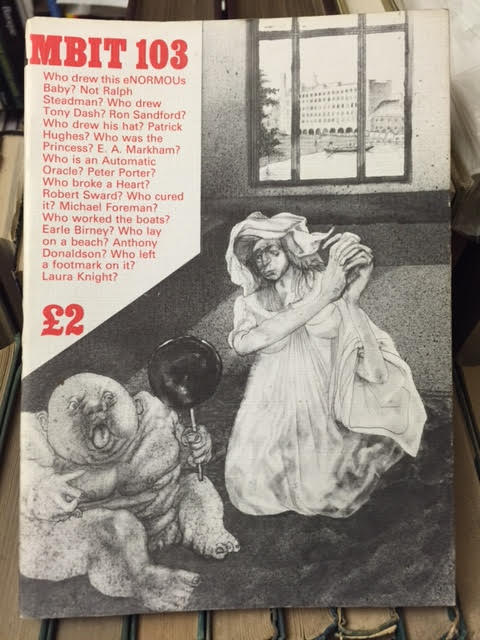 MBIT 103
Who drew this eNORMOUs
Baby? Not Ralph
Steadman? Who drew
Tony Dash? Ron Sandford?
Who drew his hat? Patrick
Hughes? Who was the
Princess? E. A. Markham?
Who is an Automatic
Oracle? Peter Porter?
Who broke a Heart?
Robert Sward? Who cured
it? Michael Foreman?
Who worked the boats?
Earle Birney? Who lay
on a beach? Anthony
Donaldson? Who left
a footmark on it?
Laura Knight?
£2